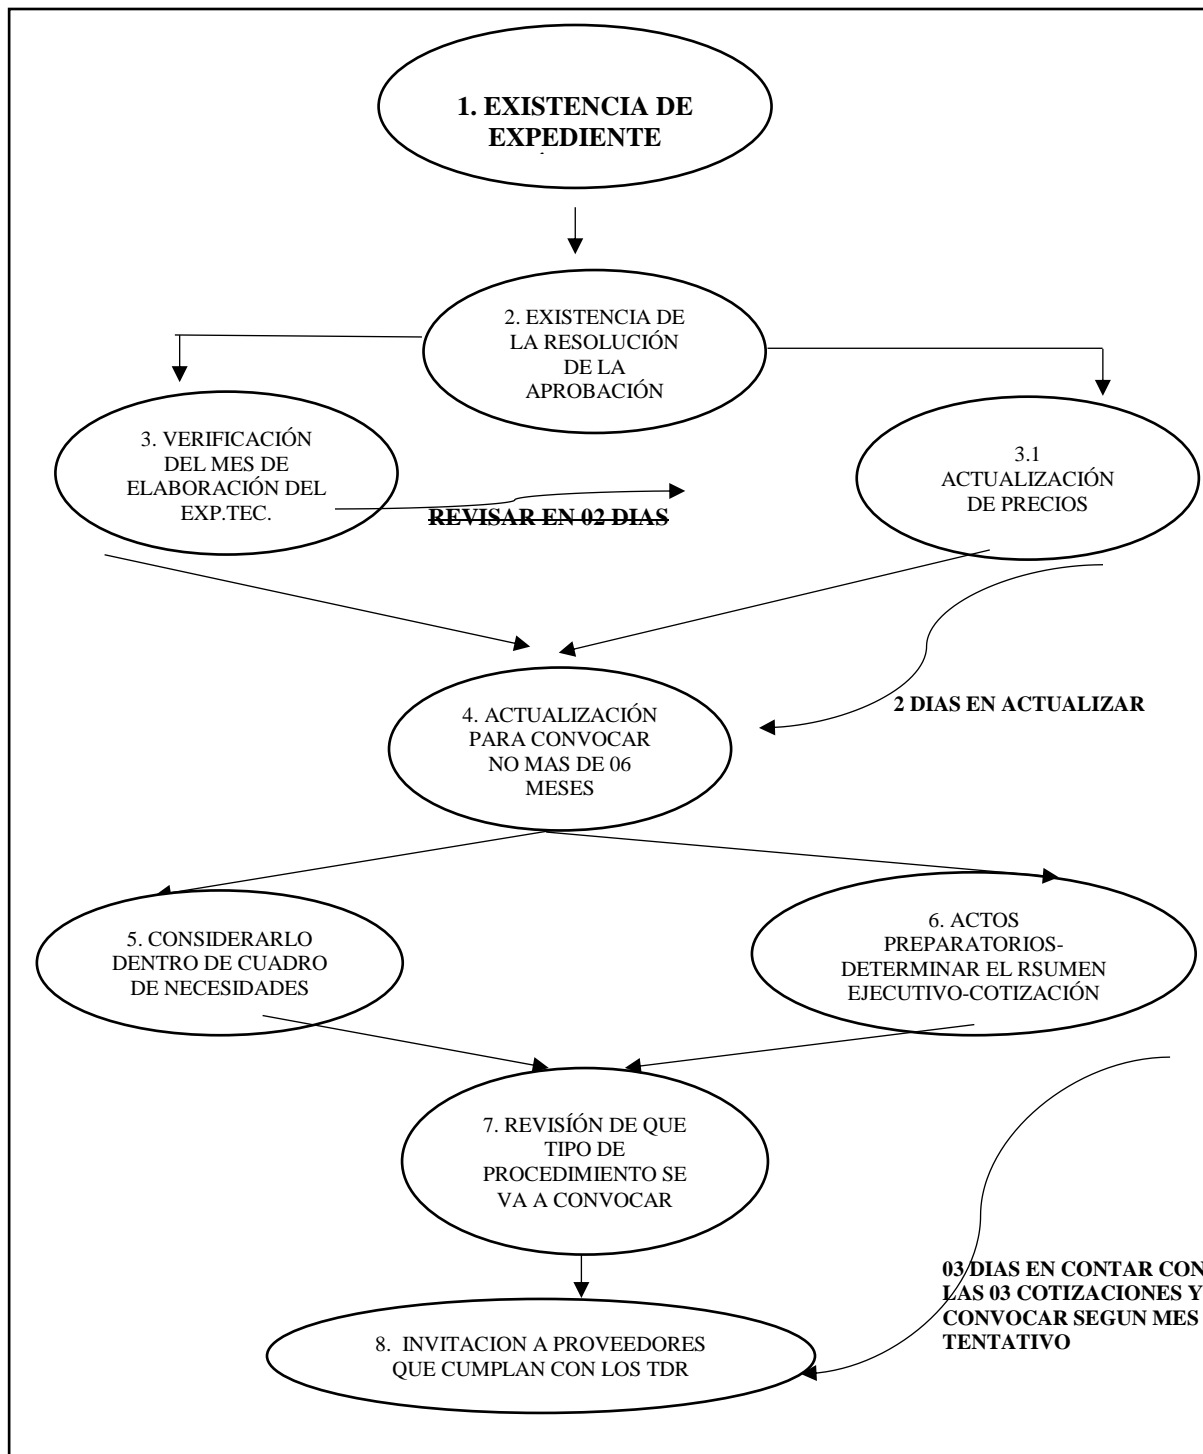 1. EXISTENCIA DE
EXPEDIENTE
2. EXISTENCIA DE
LA RESOLUCIÓN
DE LA
APROBACIÓN
3. VERIFICACIÓN
DEL MES DE
ELABORACIÓN DEL
EXP.TEC.
3.1
ACTUALIZACIÓN
DE PRECIOS
REVISAR EN 02 DIAS
4. ACTUALIZACIÓN
PARA CONVOCAR
NO MAS DE 06
MESES
2 DIAS EN ACTUALIZAR
5. CONSIDERARLO
DENTRO DE CUADRO
DE NECESIDADES
6. ACTOS
PREPARATORIOS-
DETERMINAR EL RSUMEN
EJECUTIVO-COTIZACIÓN
7. REVISÍÓN DE QUE
TIPO DE
PROCEDIMIENTO SE
VA A CONVOCAR
03 DIAS EN CONTAR CON
LAS 03 COTIZACIONES Y
CONVOCAR SEGUN MES
TENTATIVO
8. INVITACION A PROVEEDORES
QUE CUMPLAN CON LOS TDR